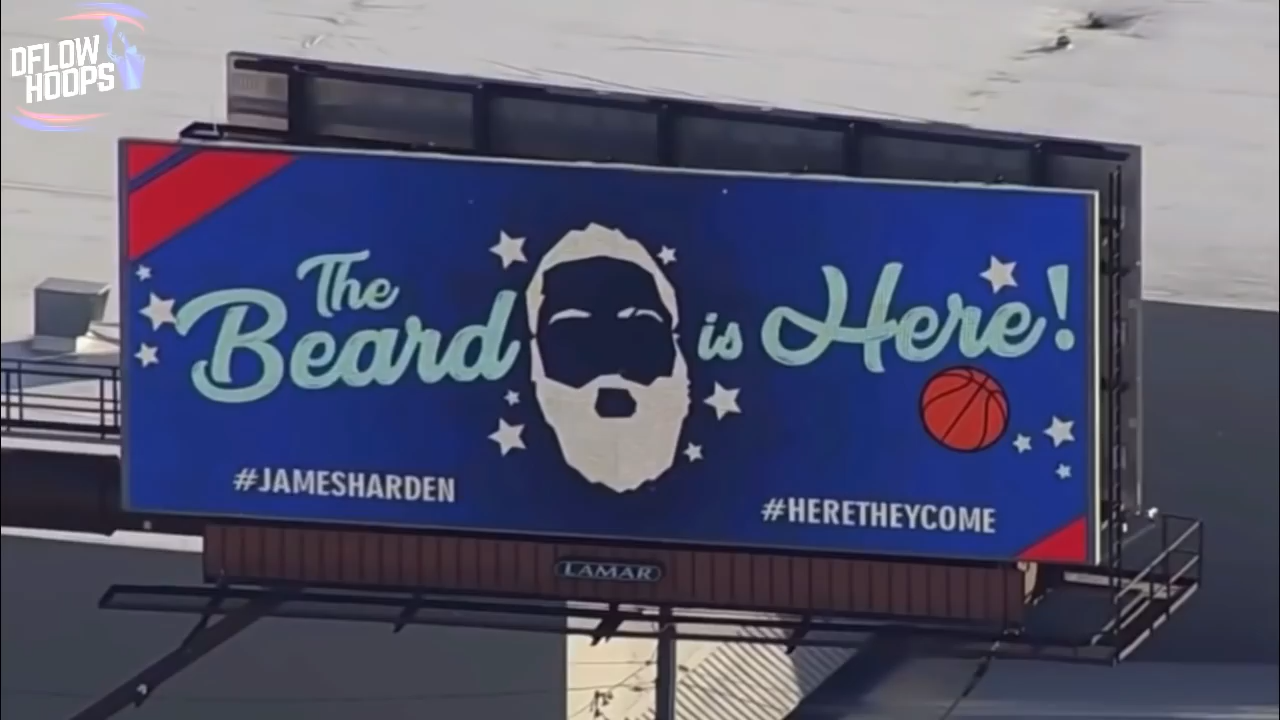 DFLOW
HOOPS
The
Beard is Here!
#JAMESHARDEN
#HERETHEYCOME
LAMAR